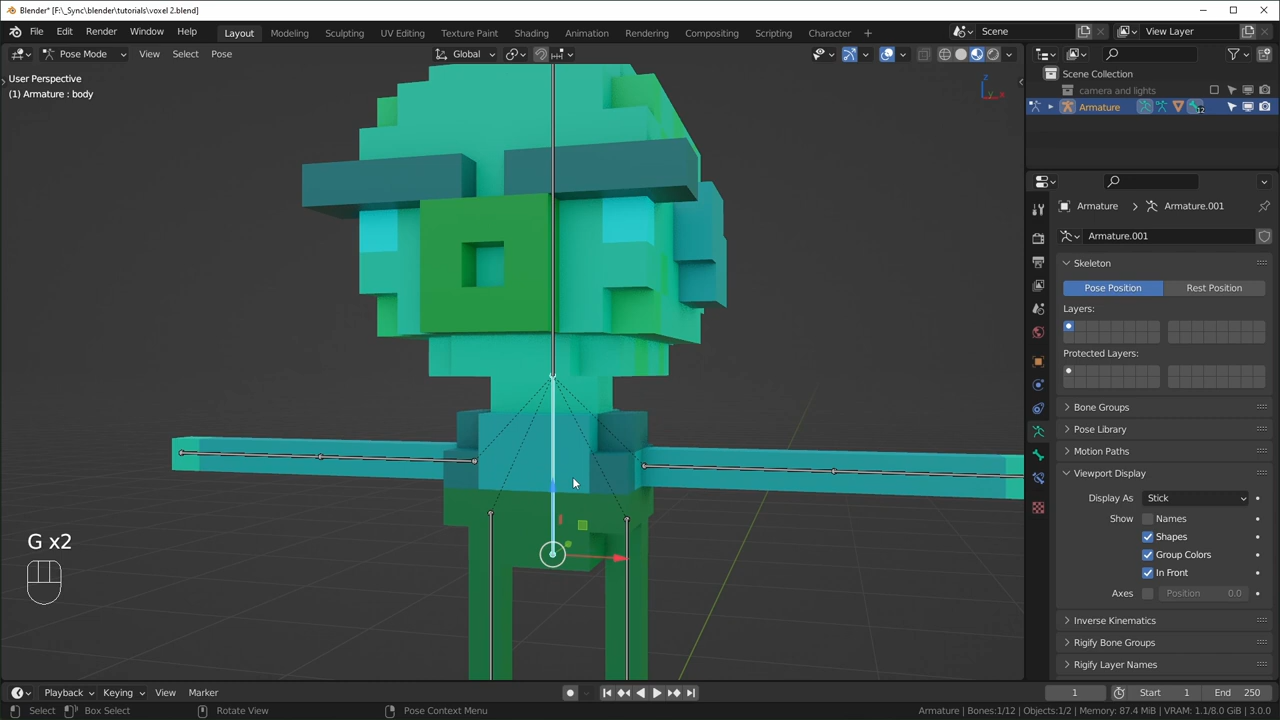 Blender* [F:\_Sync\blender\tutorials\voxel 2.blend]
File Edit Render Window Help Layout Modeling Sculpting UV Editing Texture Paint Shading Animation Rendering Compositing Scripting Character Scene View Layer
Pose Mode View Select Pose Global
User Perspective
(1) Armature : body
Z
X
Scene Collection
camera and lights
Armature 12
Armature Armature.001
Armature.001
Skeleton
Pose Position Rest Position
Layers:
Protected Layers:
Bone Groups
Pose Library
Motion Paths
Viewport Display
Display As Stick
Show Names
Shapes
Group Colors
In Front
Axes Position 0.0
Inverse Kinematics
Rigify Bone Groups
Rigify Layer Names
G x2
Playback Keying View Marker 1 Start 1 End 250
Select Box Select Rotate View Pose Context Menu Armature | Bones:1/12 | Objects:1/2 | Memory: 87.4 MiB | VRAM: 1.1/8.0 GiB | 3.0.0